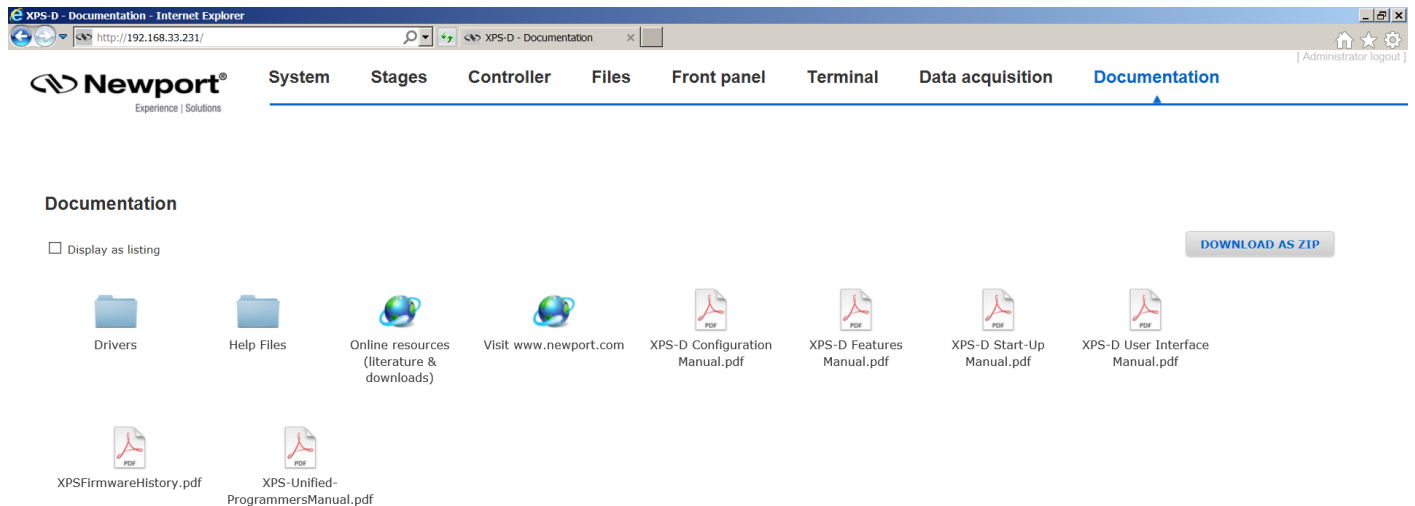 XPS-D - Documentation - Internet Explorer
http://192.168.33.231/
XPS-D - Documentation
[ Administrator logout ]
Newport®
Experience | Solutions
System Stages Controller Files Front panel Terminal Data acquisition Documentation
Documentation
Display as listing
DOWNLOAD AS ZIP
Drivers
Help Files
Online resources
(literature &
downloads)
Visit www.newport.com
PDF
XPS-D Configuration
Manual.pdf
PDF
XPS-D Features
Manual.pdf
PDF
XPS-D Start-Up
Manual.pdf
PDF
XPS-D User Interface
Manual.pdf
PDF
XPSFirmwareHistory.pdf
PDF
XPS-Unified-
ProgrammersManual.pdf